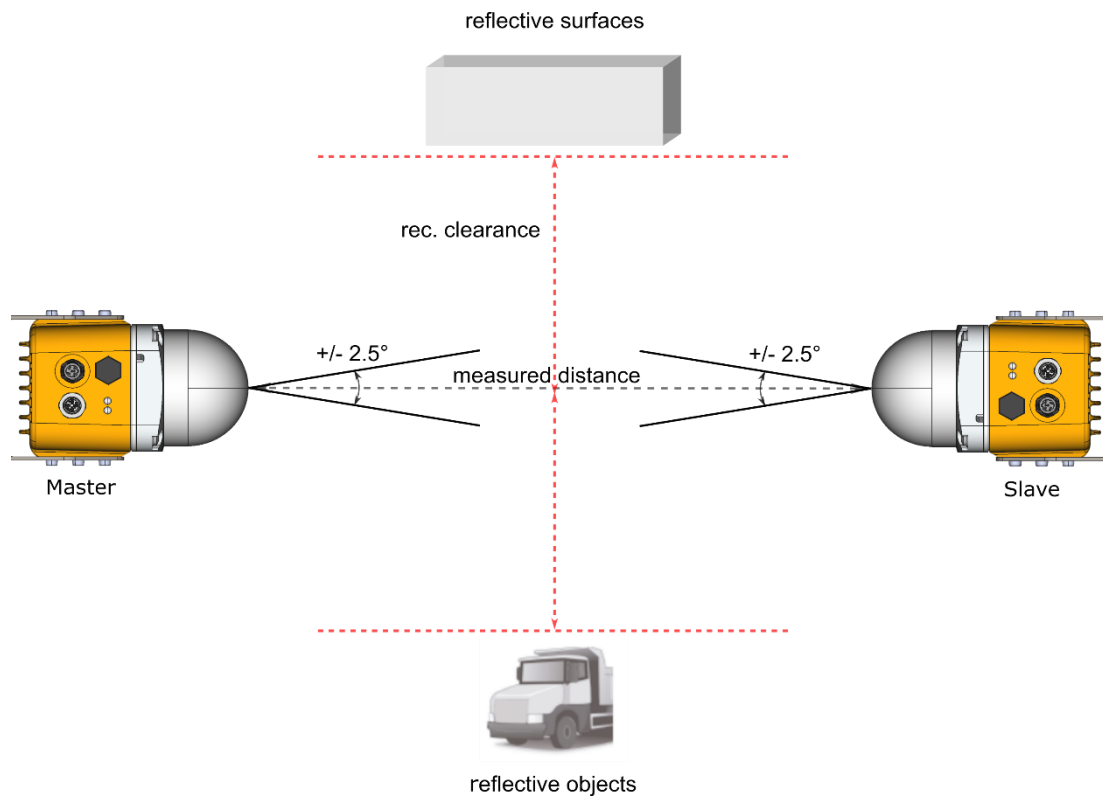 reflective surfaces
rec. clearance
+/- 2.5°
+/- 2.5°
measured distance
Master
Slave
reflective objects